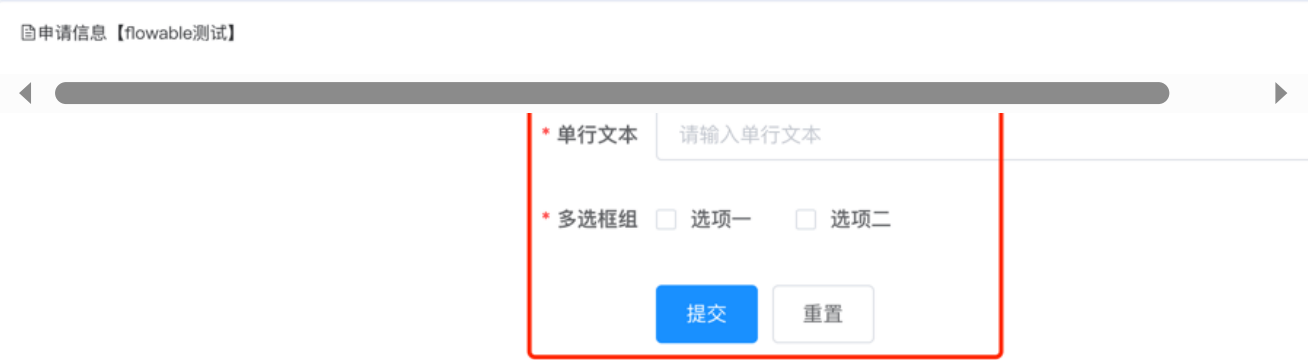 申请信息【flowable测试】
* 单行文本 请输入单行文本
* 多选框组 选项一 选项二
提交 重置